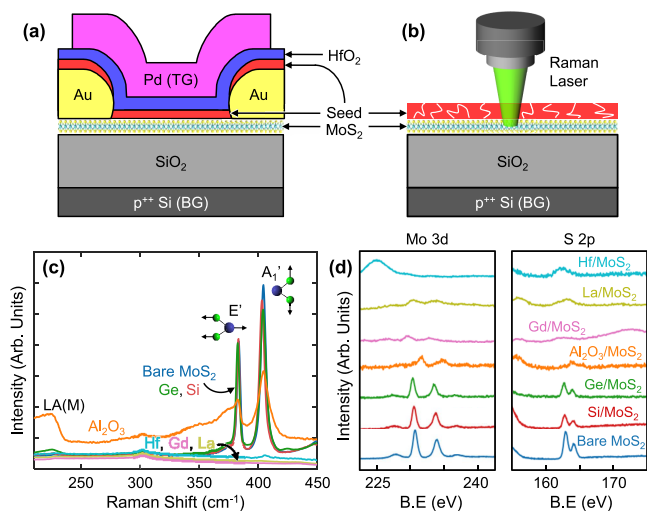 (a)
Pd (TG)
Au
Au
HfO₂
Seed
MoS₂
SiO₂
p⁺⁺ Si (BG)
(b)
Raman
Laser
SiO₂
p⁺⁺ Si (BG)
(c)
A₁'
E'
Bare MoS₂
Ge, Si
LA(M)
Al₂O₃
Hf, Gd, La
Intensity (Arb. Units)
250
300
350
400
450
Raman Shift (cm⁻¹)
(d)
Mo 3d
S 2p
Hf/MoS₂
La/MoS₂
Gd/MoS₂
Al₂O₃/MoS₂
Ge/MoS₂
Si/MoS₂
Bare MoS₂
Intensity (Arb. Units)
225
240
160
170
B.E (eV)
B.E (eV)